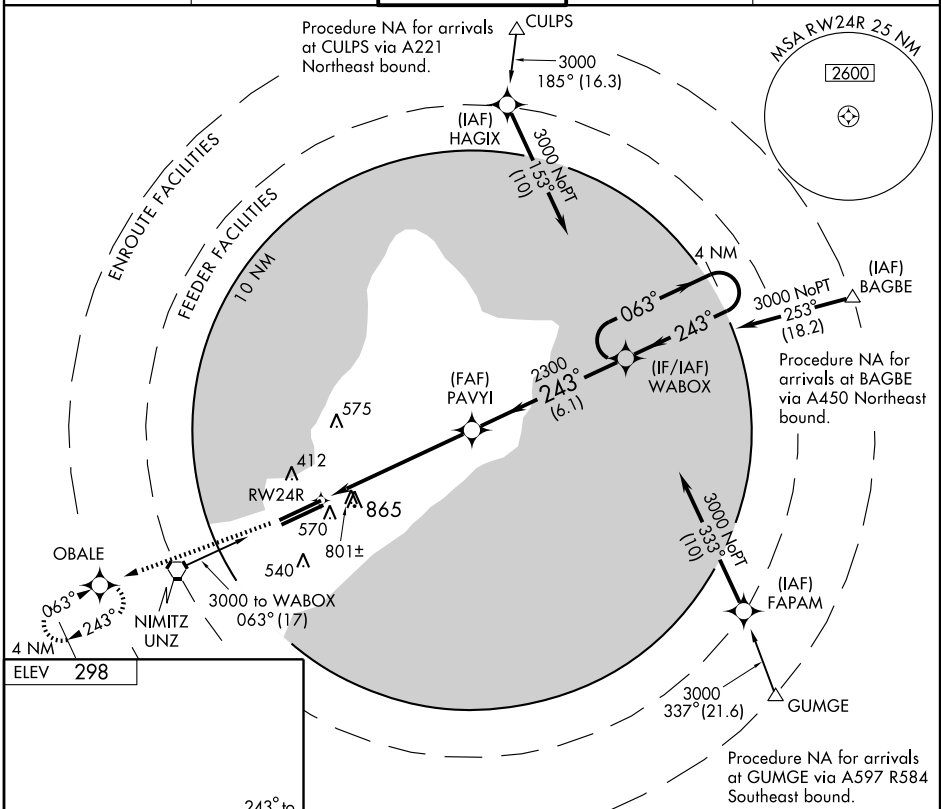 Procedure NA for arrivals
at CULPS via A221
Northeast bound.
CULPS
3000
185° (16.3)
MSA RW24R 25 NM
2600
(IAF)
HAGIX
3000 NoPT
153°
(10)
ENROUTE FACILITIES
FEEDER FACILITIES
10 NM
4 NM
063°
243°
(IAF)
BAGBE
3000 NoPT
253°
(18.2)
Procedure NA for
arrivals at BAGBE
via A450 Northeast
bound.
(IF/IAF)
WABOX
2300
243°
(6.1)
(FAF)
PAVYI
575
412
RW24R
865
570
801±
540
OBALE
063°
243°
4 NM
NIMITZ
UNZ
3000 to WABOX
063° (17)
3000 NoPT
333°
(10)
(IAF)
FAPAM
3000
337° (21.6)
GUMGE
Procedure NA for arrivals
at GUMGE via A597 R584
Southeast bound.
ELEV 298
243° to